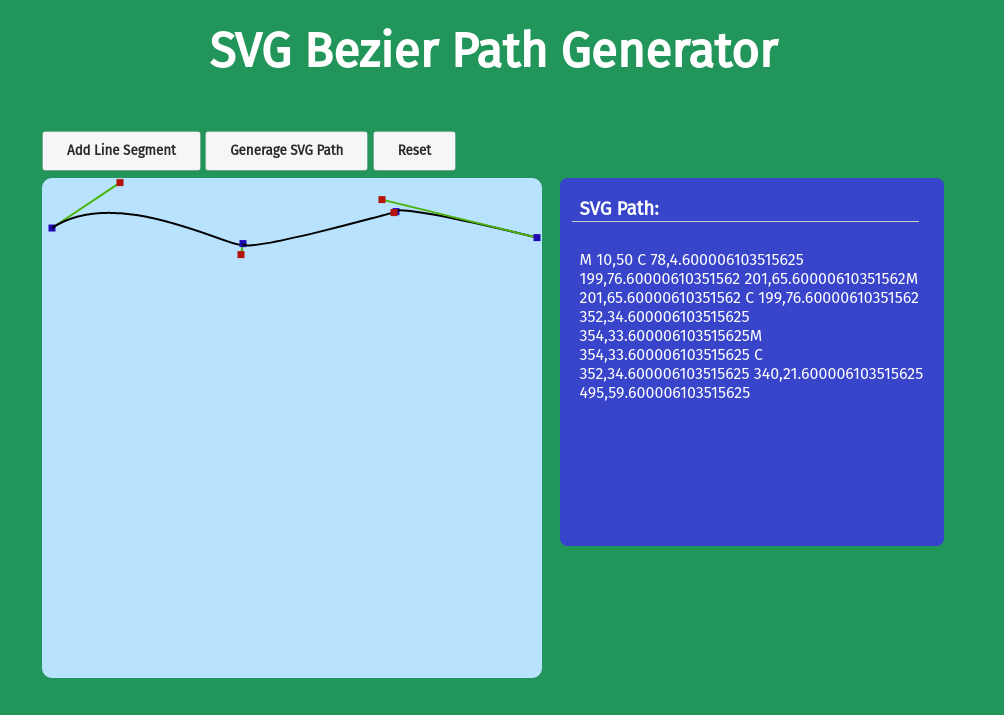 SVG Bezier Path Generator
Add Line Segment
Generage SVG Path
Reset
SVG Path:
M 10,50 C 78,4.600006103515625
199,76.60000610351562 201,65.60000610351562M
201,65.60000610351562 C 199,76.60000610351562
352,34.600006103515625
354,33.600006103515625M
354,33.600006103515625 C
352,34.600006103515625 340,21.600006103515625
495,59.600006103515625